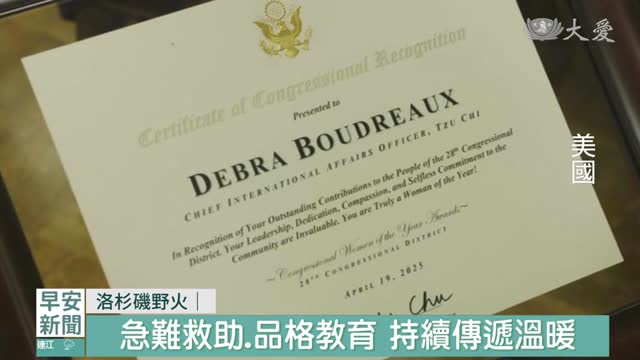 大愛
Certificate of Congressional Recognition
Presented to
DEBRA BOUDREAUX
CHIEF INTERNATIONAL AFFAIRS OFFICER, TZU CHI
In Recognition of Your Outstanding Contributions to the People of the 28th Congressional
District. Your Leadership, Dedication, Compassion, and Selfless Commitment to the
Community are Invaluable. You are Truly a Woman of the Year!
~Congressional Women of the Year Awards~
28TH CONGRESSIONAL DISTRICT
APRIL 19, 2025
Chu
美國
早安
新聞
連江
洛杉磯野火
急難救助.品格教育 持續傳遞溫暖